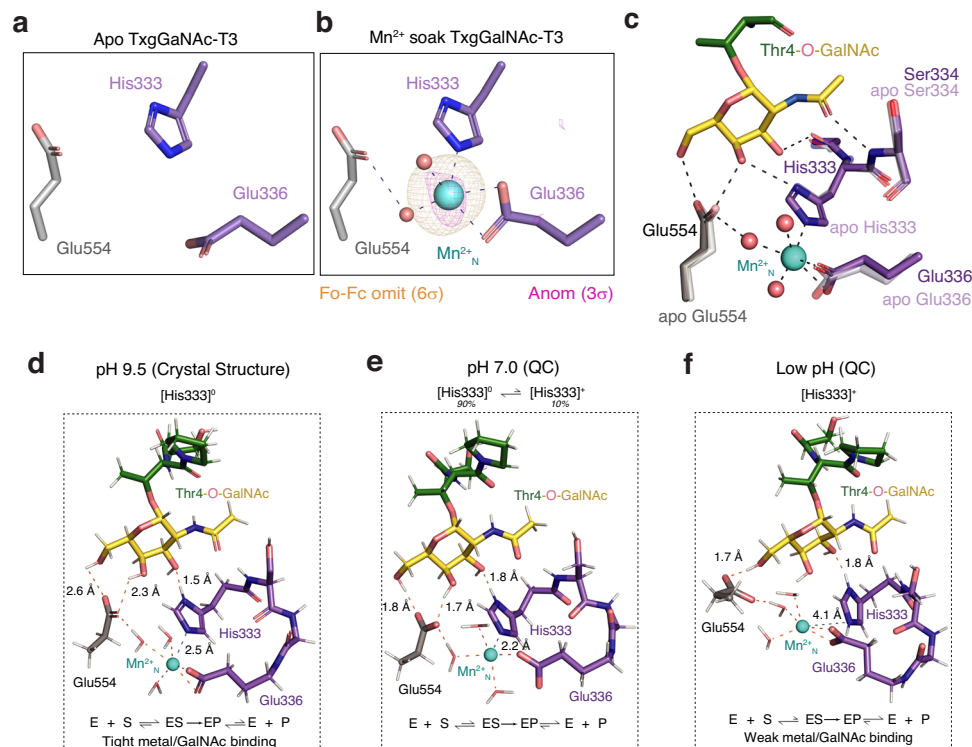 a
Apo TxgGaNAc-T3
His333
Glu554
Glu336
b
Mn²⁺ soak TxgGalNAc-T3
His333
Glu336
Glu554
Mn²⁺N
Fo-Fc omit (6σ)
Anom (3σ)
c
Thr4-O-GalNAc
Ser334
apo Ser334
His333
apo His333
Glu554
Mn²⁺N
Glu336
apo Glu336
apo Glu554
d
pH 9.5 (Crystal Structure)
[His333]⁰
Thr4-O-GalNAc
1.5 Å
2.6 Å
2.3 Å
His333
2.5 Å
Mn²⁺N
Glu554
Glu336
E + S ⇌ ES → EP ⇌ E + P
Tight metal/GalNAc binding
e
pH 7.0 (QC)
[His333]⁰ ⇌ [His333]⁺
90% 10%
Thr4-O-GalNAc
1.8 Å
1.8 Å
1.7 Å
His333
2.2 Å
Glu554
Mn²⁺N
Glu336
E + S ⇌ ES → EP ⇌ E + P
f
Low pH (QC)
[His333]⁺
Thr4-O-GalNAc
1.7 Å
1.8 Å
4.1 Å
His333
Glu554
Mn²⁺N
Glu336
E + S ⇌ ES → EP ⇌ E + P
Weak metal/GalNAc binding